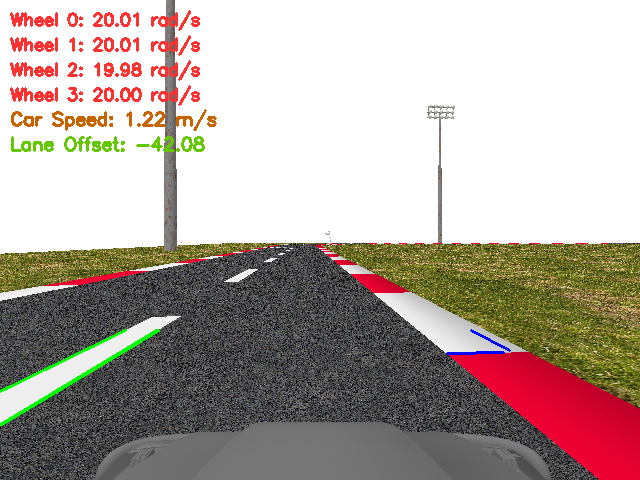 Wheel 0: 20.01 rad/s
Wheel 1: 20.01 rad/s
Wheel 2: 19.98 rad/s
Wheel 3: 20.00 rad/s
Car Speed: 1.22 m/s
Lane Offset: -42.08